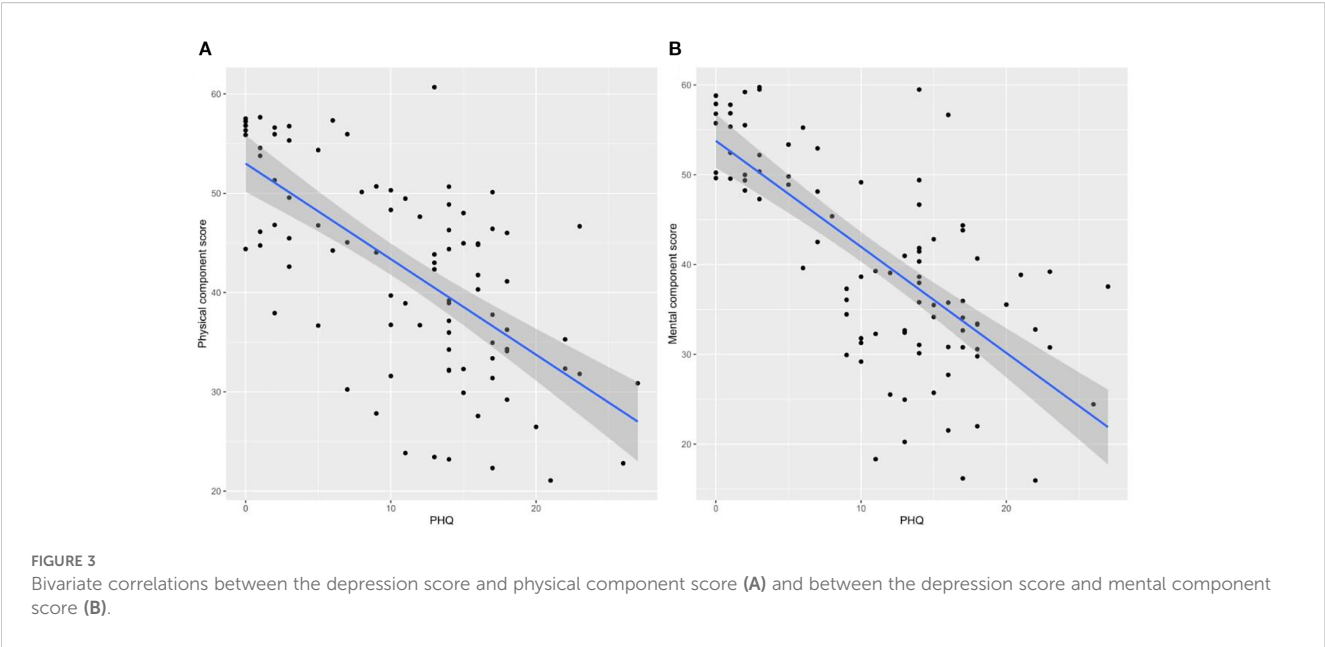 A
B
60
50
40
30
20
Physical component score
0
10
20
PHQ
60
50
40
30
20
Mental component score
0
10
20
PHQ
FIGURE 3
Bivariate correlations between the depression score and physical component score (A) and between the depression score and mental component
score (B).